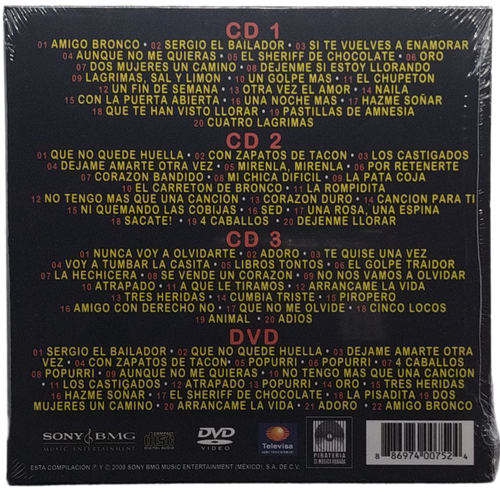 CD 1
01 AMIGO BRONCO • 02 SERGIO EL BAILADOR • 03 SI TE VUELVES A ENAMORAR
04 AUNQUE NO ME QUIERAS • 05 EL SHERIFF DE CHOCOLATE • 06 ORO
07 DOS MUJERES UN CAMINO • 08 DEJENME SI ESTOY LLORANDO
09 LAGRIMAS, SAL Y LIMON • 10 UN GOLPE MAS • 11 EL CHUPETON
12 UN FIN DE SEMANA • 13 OTRA VEZ EL AMOR • 14 NAILA
15 CON LA PUERTA ABIERTA • 16 UNA NOCHE MAS • 17 HAZME SOÑAR
18 QUE TE HAN VISTO LLORAR • 19 PASTILLAS DE AMNESIA
20 CUATRO LAGRIMAS
CD 2
01 QUE NO QUEDE HUELLA • 02 CON ZAPATOS DE TACON • 03 LOS CASTIGADOS
04 DEJAME AMARTE OTRA VEZ • 05 MIRENLA, MIRENLA • 06 POR RETENERTE
07 CORAZON BANDIDO • 08 MI CHICA DIFICIL • 09 LA PATA COJA
10 EL CARRETON DE BRONCO • 11 LA ROMPIDITA
12 NO TENGO MAS QUE UNA CANCION • 13 CORAZON DURO • 14 CANCION PARA TI
15 NI QUEMANDO LAS COBIJAS • 16 SED • 17 UNA ROSA, UNA ESPINA
18 SACATE! • 19 4 CABALLOS • 20 DEJENME LLORAR
CD 3
01 NUNCA VOY A OLVIDARTE • 02 ADORO • 03 TE QUISE UNA VEZ
04 VOY A TUMBAR LA CASITA • 05 LIBROS TONTOS • 06 EL GOLPE TRAIDOR
07 LA HECHICERA • 08 SE VENDE UN CORAZON • 09 NO NOS VAMOS A OLVIDAR
10 ATRAPADO • 11 A QUE LE TIRAMOS • 12 ARRANCAME LA VIDA
13 TRES HERIDAS • 14 CUMBIA TRISTE • 15 PIROPERO
16 AMIGO CON DERECHO NO • 17 QUE NO ME OLVIDE • 18 CINCO LOCOS
19 ANIMAL • 20 ADIOS
DVD
01 SERGIO EL BAILADOR • 02 QUE NO QUEDE HUELLA • 03 DEJAME AMARTE OTRA
VEZ • 04 CON ZAPATOS DE TACON • 05 POPURRI • 06 POPURRI • 07 4 CABALLOS
08 POPURRI • 09 AUNQUE NO ME QUIERAS • 10 NO TENGO MAS QUE UNA CANCION
11 LOS CASTIGADOS • 12 ATRAPADO • 13 POPURRI • 14 ORO • 15 TRES HERIDAS
16 HAZME SOÑAR • 17 EL SHERIFF DE CHOCOLATE • 18 LA PISADITA • 19 DOS
MUJERES UN CAMINO • 20 ARRANCAME LA VIDA • 21 ADORO • 22 AMIGO BRONCO
SONY BMG
MUSIC ENTERTAINMENT
COMPACT
disc
DIGITAL AUDIO
DVD
VIDEO
Televisa
PIRATERIA
ES MUSICA ROBADA
8 86974 00752 4
ESTA COMPILACION ℗ Y © 2008 SONY BMG MUSIC ENTERTAINMENT (MÉXICO), S.A. DE C.V.